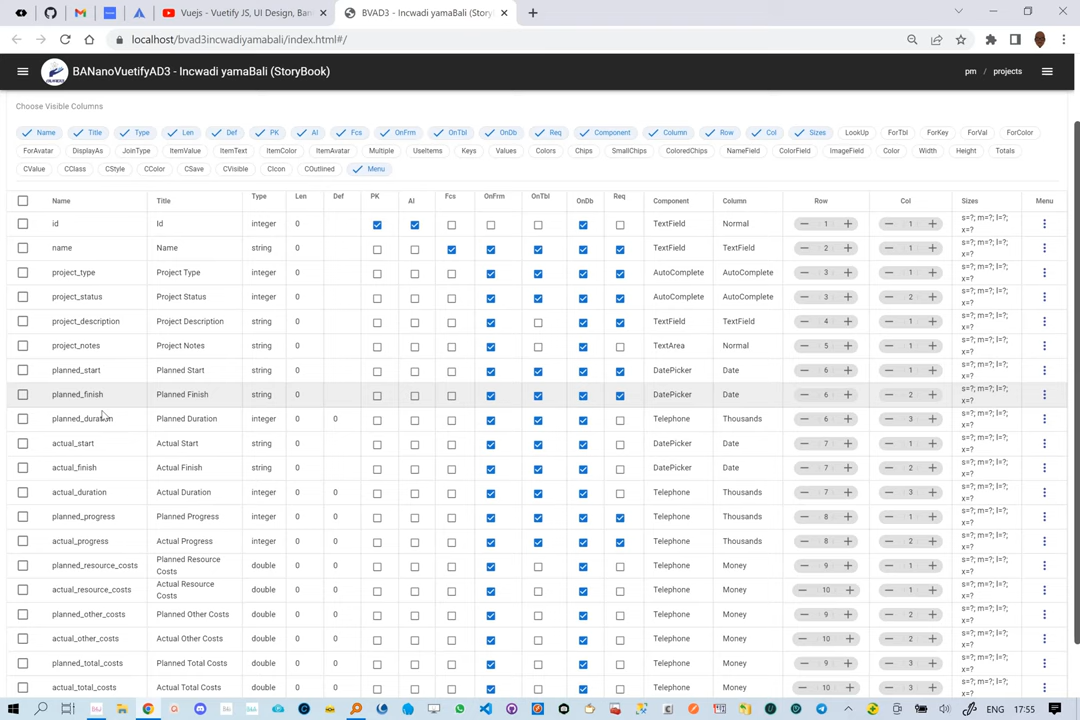 Vuejs - Vuetify JS, UI Design, Ban
BVAD3 - Incwadi yamaBali (Story
localhost/bvad3incwadiyamabali/index.html#/
BANanoVuetifyAD3 - Incwadi yamaBali (StoryBook)
pm / projects
Choose Visible Columns
Name Title Type Len Def PK AI Fcs OnFrm OnTbl OnDb Req Component Column Row Col Sizes LookUp ForTbl ForKey ForVal ForColor
ForAvatar DisplayAs JoinType ItemValue ItemText ItemColor ItemAvatar Multiple UseItems Keys Values Colors Chips SmallChips ColoredChips NameField ColorField ImageField Color Width Height Totals
CValue CClass CStyle CColor CSave CVisible CIcon COutlined Menu
Name Title Type Len Def PK AI Fcs OnFrm OnTbl OnDb Req Component Column Row Col Sizes Menu
id Id integer 0 TextField Normal 1 1 s=?; m=?; l=?; x=?
name Name string 0 TextField TextField 2 1 s=?; m=?; l=?; x=?
project_type Project Type integer 0 AutoComplete AutoComplete 3 1 s=?; m=?; l=?; x=?
project_status Project Status integer 0 AutoComplete AutoComplete 3 2 s=?; m=?; l=?; x=?
project_description Project Description string 0 TextField TextField 4 1 s=?; m=?; l=?; x=?
project_notes Project Notes string 0 TextArea Normal 5 1 s=?; m=?; l=?; x=?
planned_start Planned Start string 0 DatePicker Date 6 1 s=?; m=?; l=?; x=?
planned_finish Planned Finish string 0 DatePicker Date 6 2 s=?; m=?; l=?; x=?
planned_duration Planned Duration integer 0 0 Telephone Thousands 6 3 s=?; m=?; l=?; x=?
actual_start Actual Start string 0 DatePicker Date 7 1 s=?; m=?; l=?; x=?
actual_finish Actual Finish string 0 DatePicker Date 7 2 s=?; m=?; l=?; x=?
actual_duration Actual Duration integer 0 0 Telephone Thousands 7 3 s=?; m=?; l=?; x=?
planned_progress Planned Progress integer 0 0 Telephone Thousands 8 1 s=?; m=?; l=?; x=?
actual_progress Actual Progress integer 0 0 Telephone Thousands 8 2 s=?; m=?; l=?; x=?
planned_resource_costs Planned Resource Costs double 0 0 Telephone Money 9 1 s=?; m=?; l=?; x=?
actual_resource_costs Actual Resource Costs double 0 0 Telephone Money 10 1 s=?; m=?; l=?; x=?
planned_other_costs Planned Other Costs double 0 0 Telephone Money 9 2 s=?; m=?; l=?; x=?
actual_other_costs Actual Other Costs double 0 0 Telephone Money 10 2 s=?; m=?; l=?; x=?
planned_total_costs Planned Total Costs double 0 0 Telephone Money 9 3 s=?; m=?; l=?; x=?
actual_total_costs Actual Total Costs double 0 0 Telephone Money 10 3 s=?; m=?; l=?;
ENG 17:55